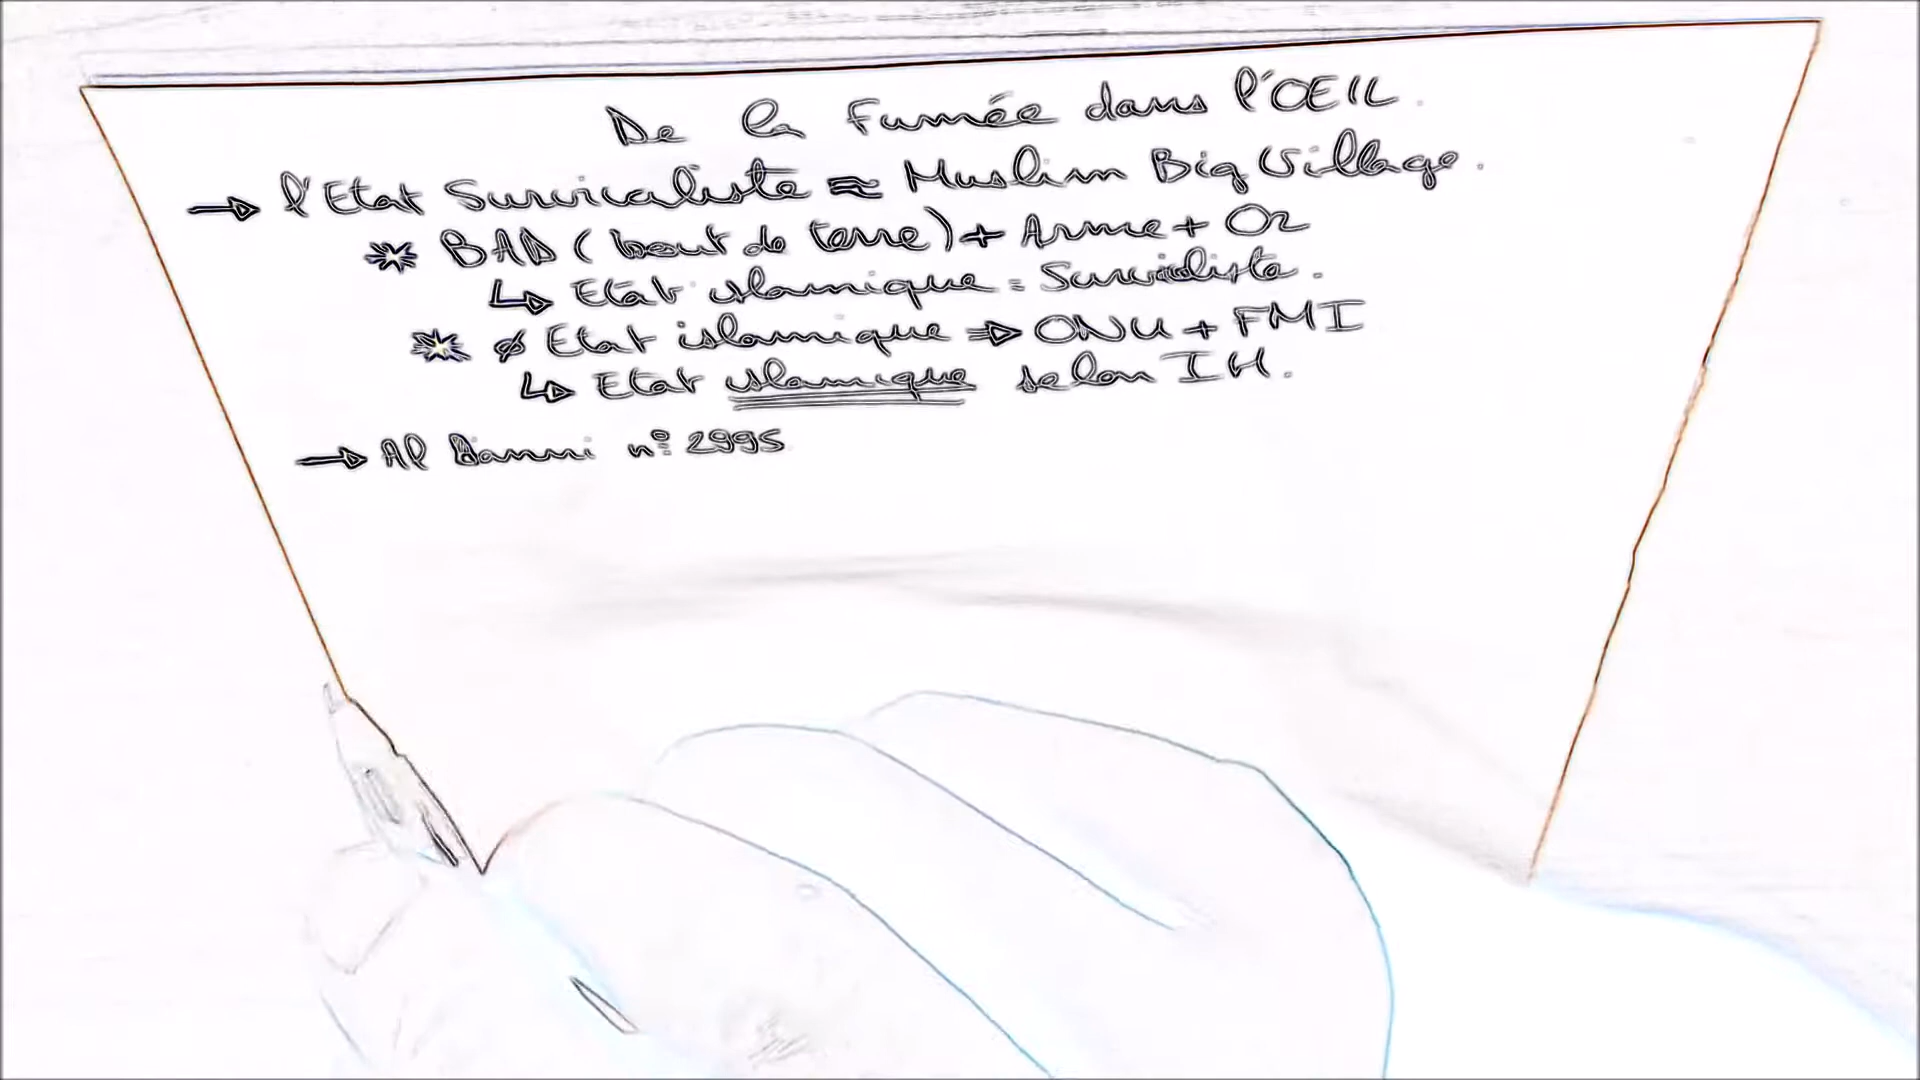 De la Fumée dans l'OEIL.
→ l'Etat Survivaliste ≈ Muslim Big Village.
* BAD (bout de terre) + Arme + Or
↳ Etat islamique = Survivaliste.
* ∅ Etat islamique ⇒ ONU + FMI
↳ Etat islamique selon IH.
→ Al n° 2995